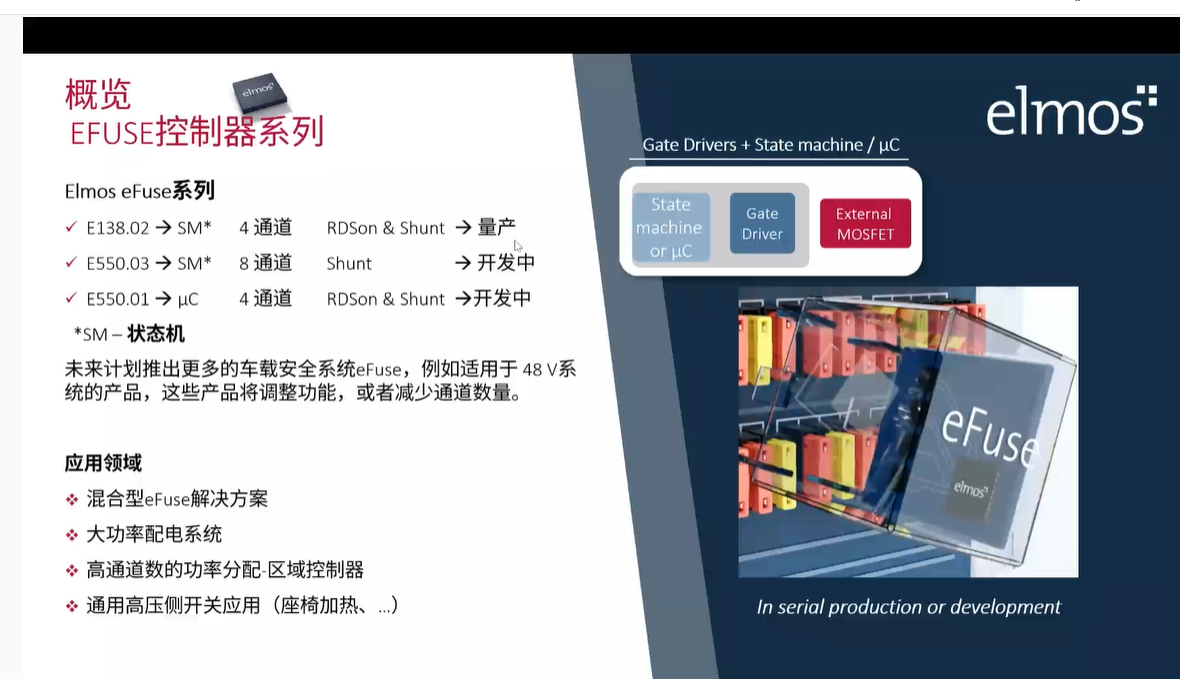 概览
elmos
EFUSE控制器系列
elmos
Gate Drivers + State machine / µC
State machine or µC
Gate Driver
External MOSFET
Elmos eFuse系列
✓ E138.02 → SM* 4 通道 RDSon & Shunt → 量产
✓ E550.03 → SM* 8 通道 Shunt → 开发中
✓ E550.01 → µC 4 通道 RDSon & Shunt →开发中
*SM – 状态机
未来计划推出更多的车载安全系统eFuse，例如适用于 48 V系
统的产品，这些产品将调整功能，或者减少通道数量。
应用领域
❖ 混合型eFuse解决方案
❖ 大功率配电系统
❖ 高通道数的功率分配-区域控制器
❖ 通用高压侧开关应用（座椅加热、...）
eFuse
elmos
In serial production or development